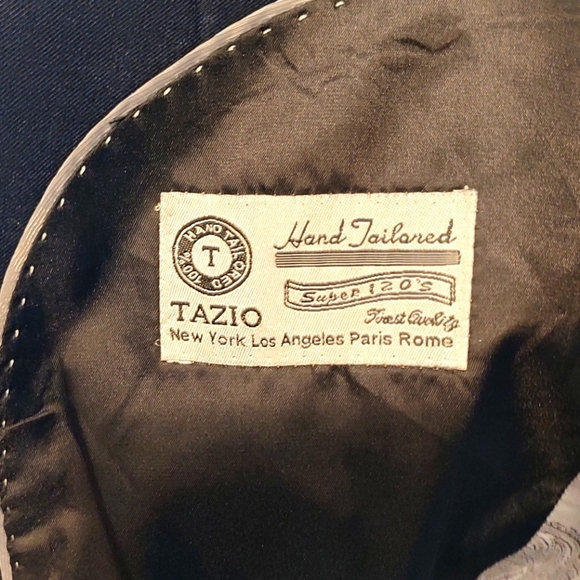 100% HAND TAILORED
T
TAZIO
Hand Tailored
Super 120's
Finest Quality
New York Los Angeles Paris Rome